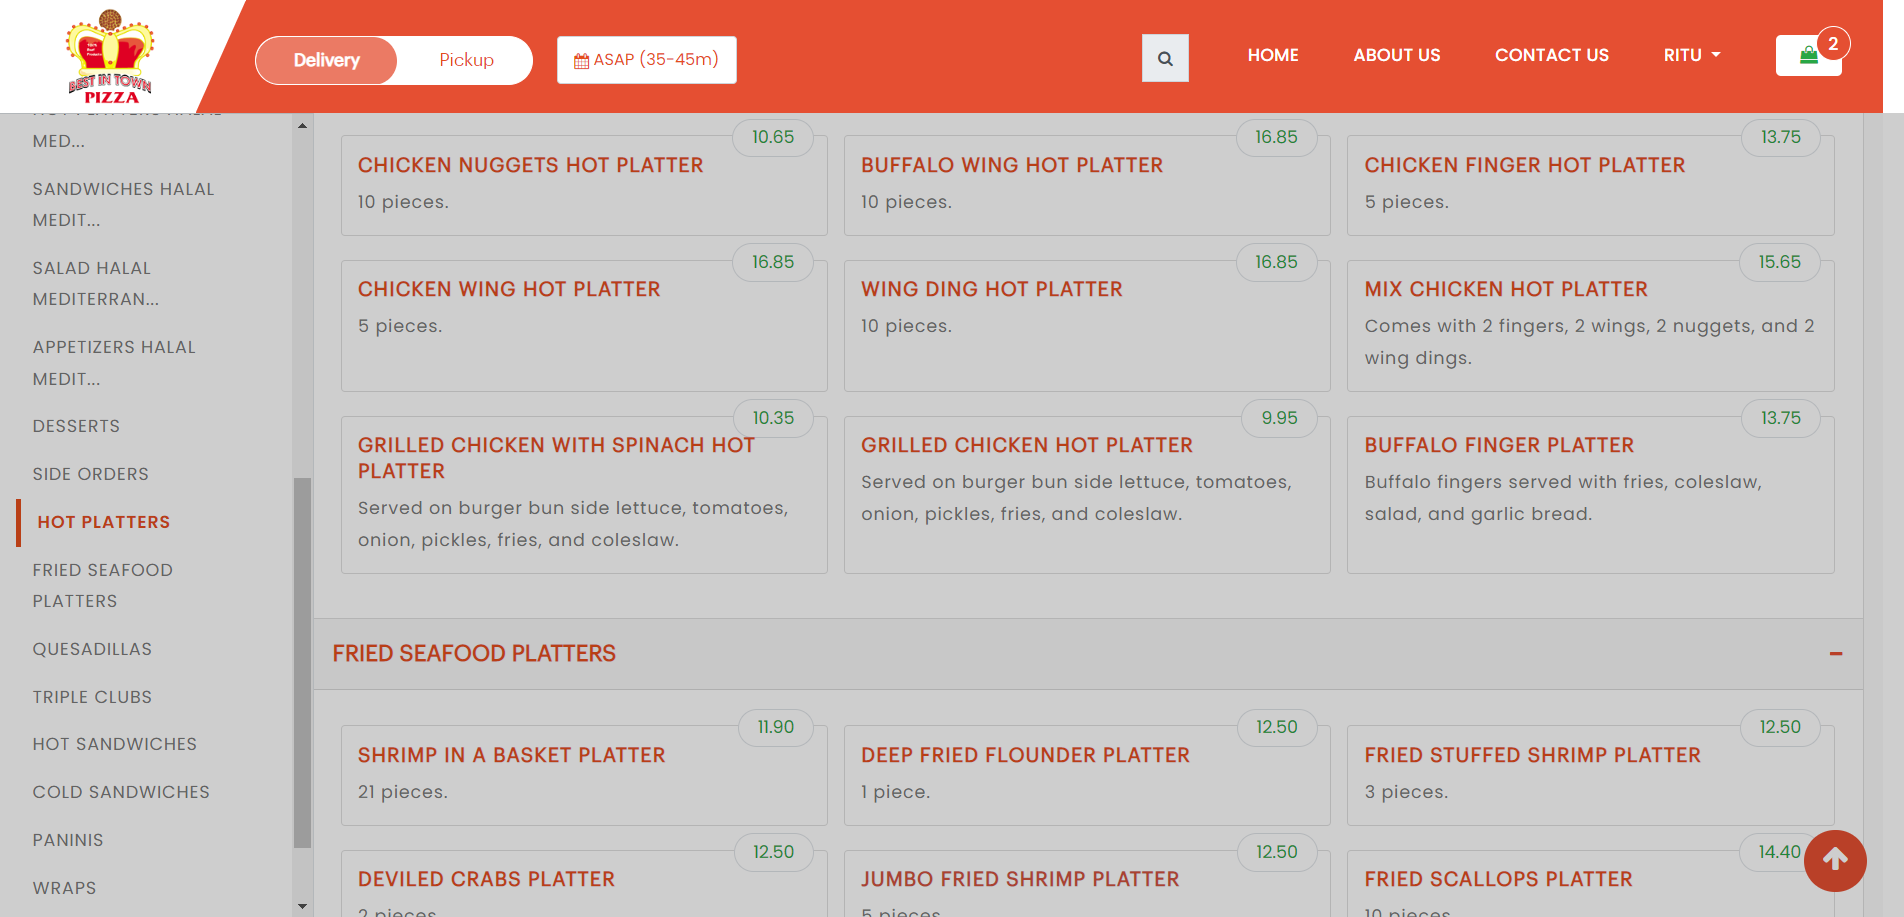 BEST IN TOWN
PIZZA
Delivery
Pickup
ASAP (35-45m)
HOME
ABOUT US
CONTACT US
RITU
2
MED...
SANDWICHES HALAL
MEDIT...
SALAD HALAL
MEDITERRAN...
APPETIZERS HALAL
MEDIT...
DESSERTS
SIDE ORDERS
HOT PLATTERS
FRIED SEAFOOD
PLATTERS
QUESADILLAS
TRIPLE CLUBS
HOT SANDWICHES
COLD SANDWICHES
PANINIS
WRAPS
10.65
CHICKEN NUGGETS HOT PLATTER
10 pieces.
16.85
BUFFALO WING HOT PLATTER
10 pieces.
13.75
CHICKEN FINGER HOT PLATTER
5 pieces.
16.85
CHICKEN WING HOT PLATTER
5 pieces.
16.85
WING DING HOT PLATTER
10 pieces.
15.65
MIX CHICKEN HOT PLATTER
Comes with 2 fingers, 2 wings, 2 nuggets, and 2
wing dings.
10.35
GRILLED CHICKEN WITH SPINACH HOT
PLATTER
Served on burger bun side lettuce, tomatoes,
onion, pickles, fries, and coleslaw.
9.95
GRILLED CHICKEN HOT PLATTER
Served on burger bun side lettuce, tomatoes,
onion, pickles, fries, and coleslaw.
13.75
BUFFALO FINGER PLATTER
Buffalo fingers served with fries, coleslaw,
salad, and garlic bread.
FRIED SEAFOOD PLATTERS
11.90
SHRIMP IN A BASKET PLATTER
21 pieces.
12.50
DEEP FRIED FLOUNDER PLATTER
1 piece.
12.50
FRIED STUFFED SHRIMP PLATTER
3 pieces.
12.50
DEVILED CRABS PLATTER
2 pieces
12.50
JUMBO FRIED SHRIMP PLATTER
5 pieces
14.40
FRIED SCALLOPS PLATTER
10 pieces